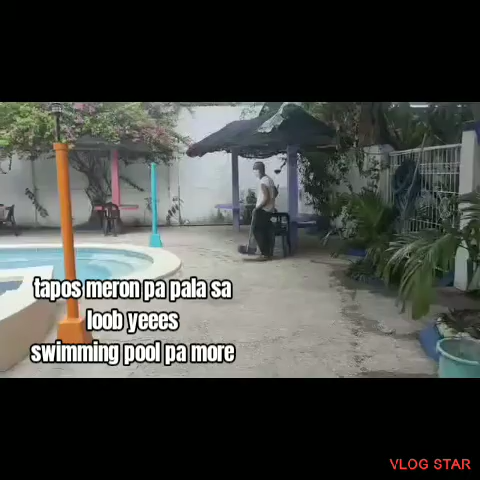 tapos meron pa pala sa
loob yeees
swimming pool pa more
VLOG STAR